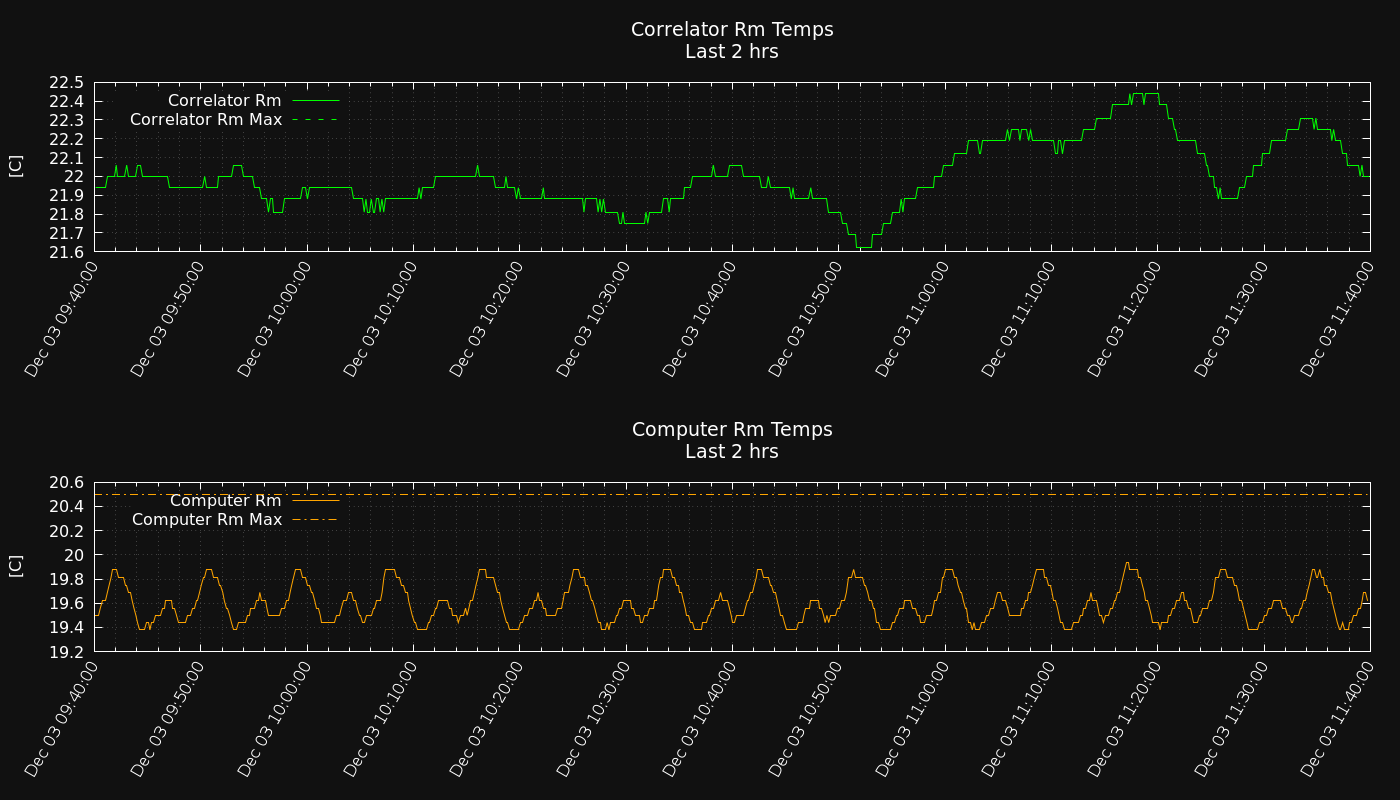 Correlator Rm Temps
Last 2 hrs
22.5
22.4
22.3
22.2
22.1
22
21.9
21.8
21.7
21.6
[C]
Correlator Rm
Correlator Rm Max
Dec 03 09:40:00
Dec 03 09:50:00
Dec 03 10:00:00
Dec 03 10:10:00
Dec 03 10:20:00
Dec 03 10:30:00
Dec 03 10:40:00
Dec 03 10:50:00
Dec 03 11:00:00
Dec 03 11:10:00
Dec 03 11:20:00
Dec 03 11:30:00
Dec 03 11:40:00
Computer Rm Temps
Last 2 hrs
20.6
20.4
20.2
20
19.8
19.6
19.4
19.2
[C]
Computer Rm
Computer Rm Max
Dec 03 09:40:00
Dec 03 09:50:00
Dec 03 10:00:00
Dec 03 10:10:00
Dec 03 10:20:00
Dec 03 10:30:00
Dec 03 10:40:00
Dec 03 10:50:00
Dec 03 11:00:00
Dec 03 11:10:00
Dec 03 11:20:00
Dec 03 11:30:00
Dec 03 11:40:00